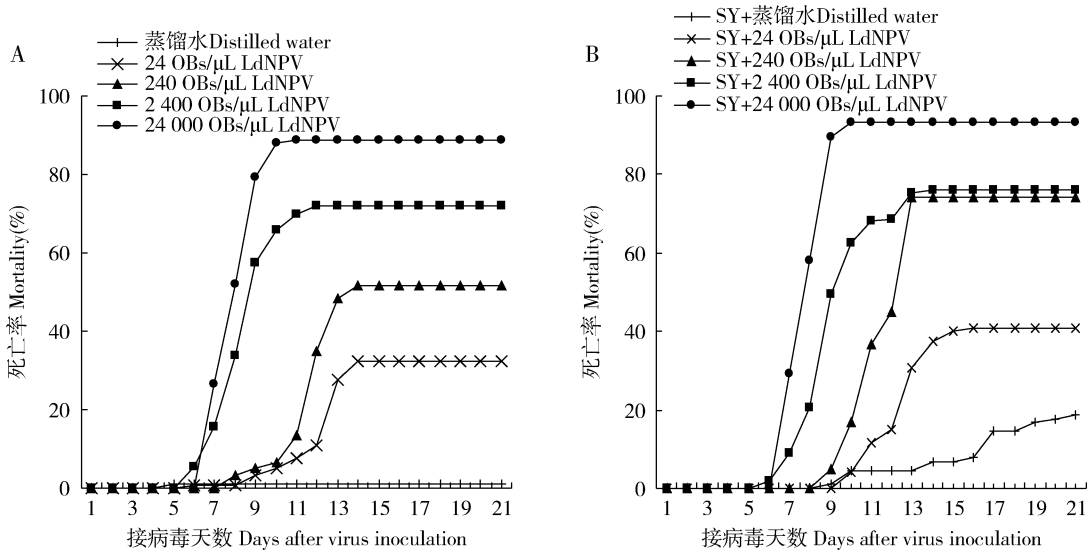 A
蒸馏水Distilled water
24 OBs/μL LdNPV
240 OBs/μL LdNPV
2 400 OBs/μL LdNPV
24 000 OBs/μL LdNPV
死亡率 Mortality(%)
100
80
60
40
20
0
1 3 5 7 9 11 13 15 17 19 21
接病毒天数 Days after virus inoculation
B
SY+蒸馏水Distilled water
SY+24 OBs/μL LdNPV
SY+240 OBs/μL LdNPV
SY+2 400 OBs/μL LdNPV
SY+24 000 OBs/μL LdNPV
死亡率 Mortality(%)
100
80
60
40
20
0
1 3 5 7 9 11 13 15 17 19 21
接病毒天数 Days after virus inoculation